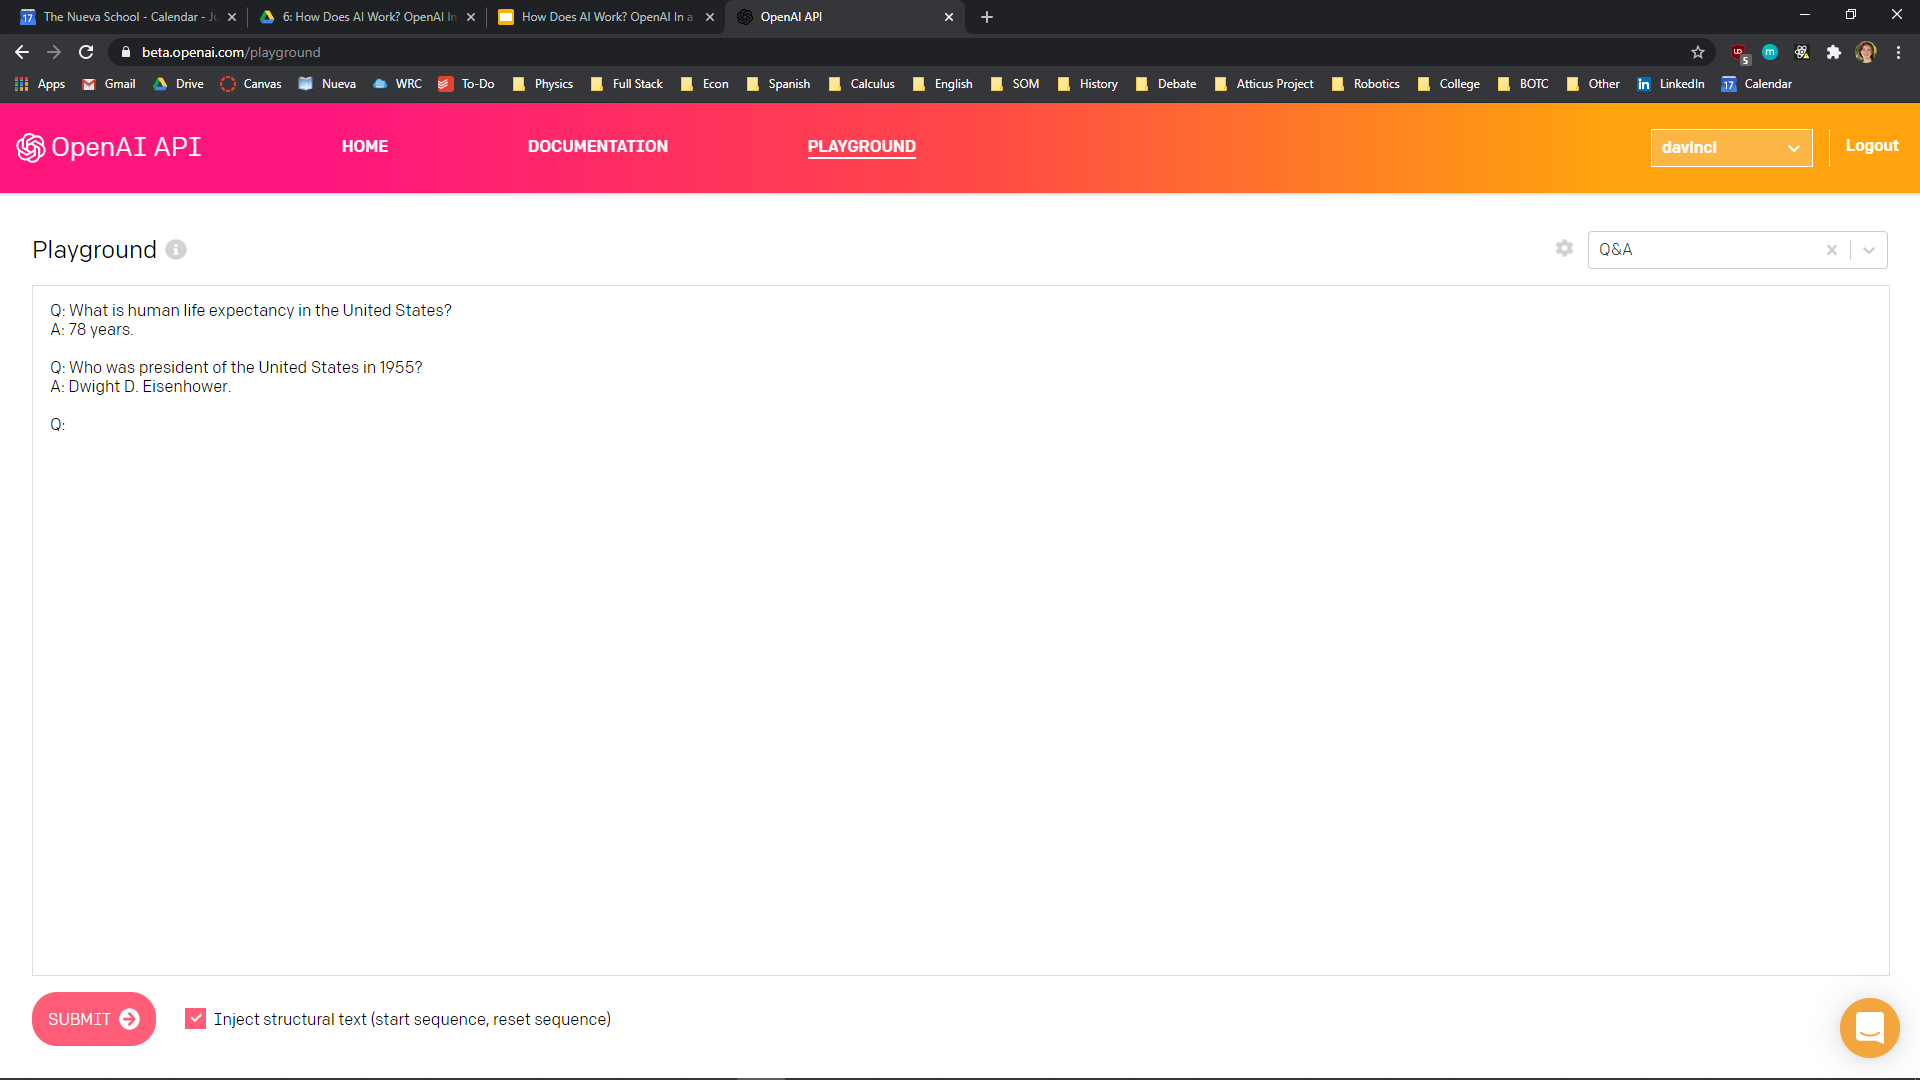 The Nueva School - Calendar - Ju
6: How Does AI Work? OpenAI In
How Does AI Work? OpenAI In a
OpenAI API
beta.openai.com/playground
5
m
Apps
Gmail
Drive
Canvas
Nueva
WRC
To-Do
Physics
Full Stack
Econ
Spanish
Calculus
English
SOM
History
Debate
Atticus Project
Robotics
College
BOTC
Other
LinkedIn
17
Calendar
OpenAI API
HOME
DOCUMENTATION
PLAYGROUND
davinci
Logout
Playground
Q&A
Q: What is human life expectancy in the United States?
A: 78 years.
Q: Who was president of the United States in 1955?
A: Dwight D. Eisenhower.
Q:
SUBMIT
Inject structural text (start sequence, reset sequence)